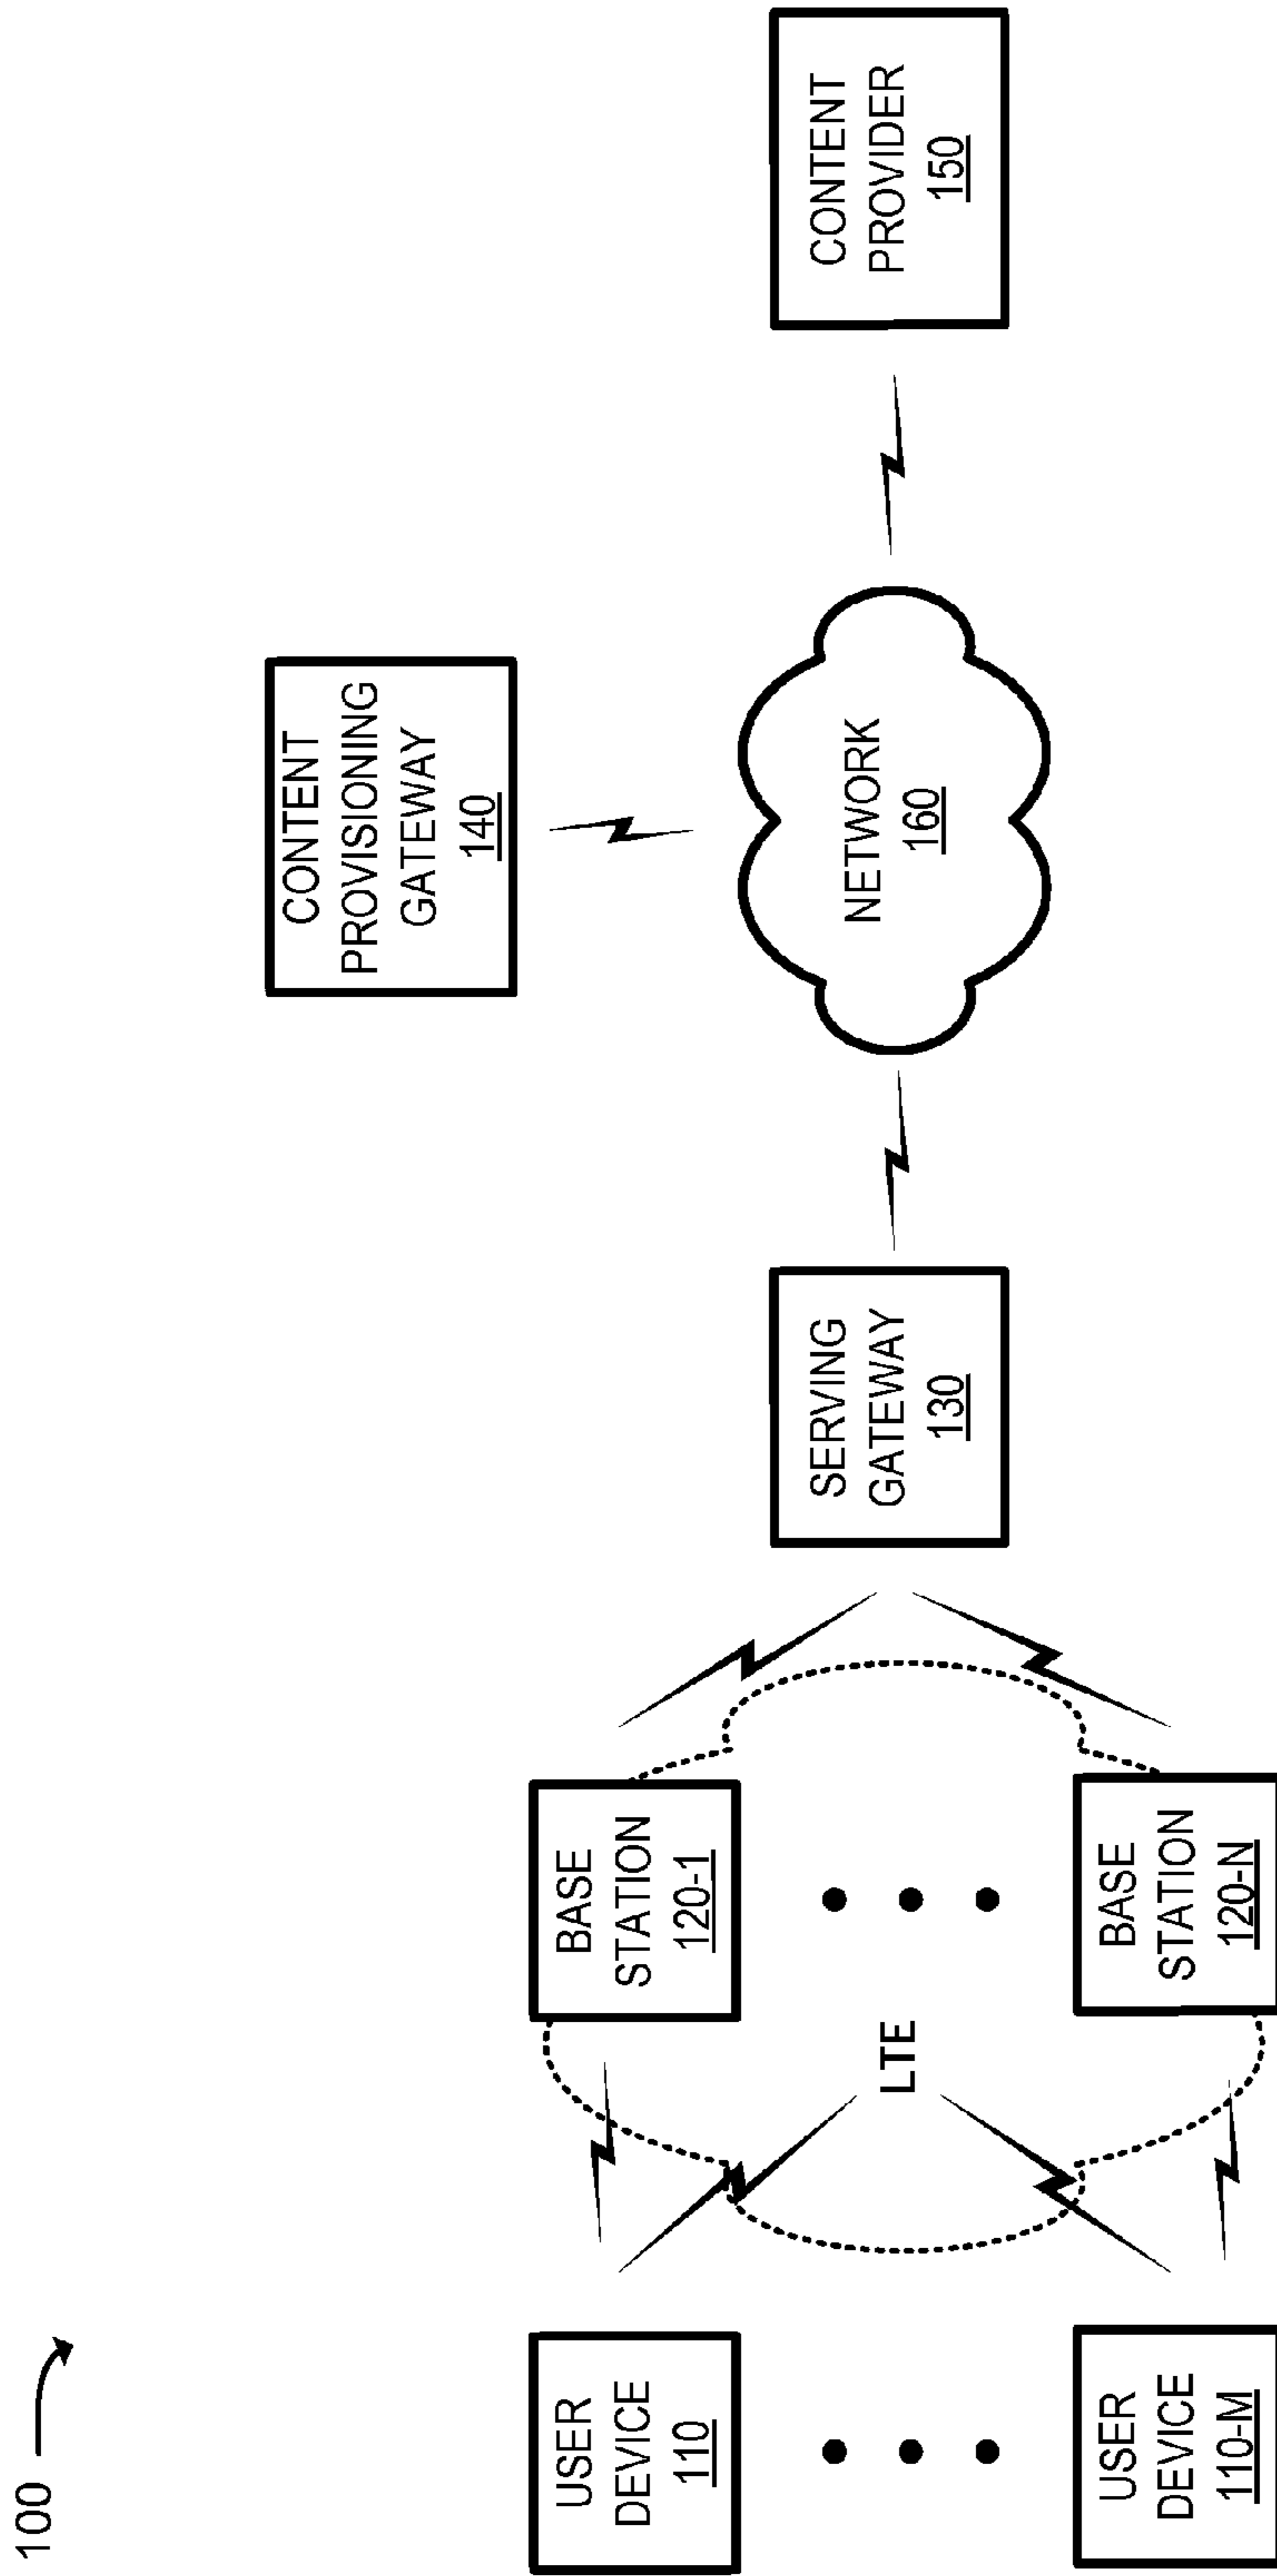 100
CONTENT
PROVISIONING
GATEWAY
140
USER
DEVICE
110
BASE
STATION
120-1
LTE
SERVING
GATEWAY
130
NETWORK
160
CONTENT
PROVIDER
150
USER
DEVICE
110-M
BASE
STATION
120-N